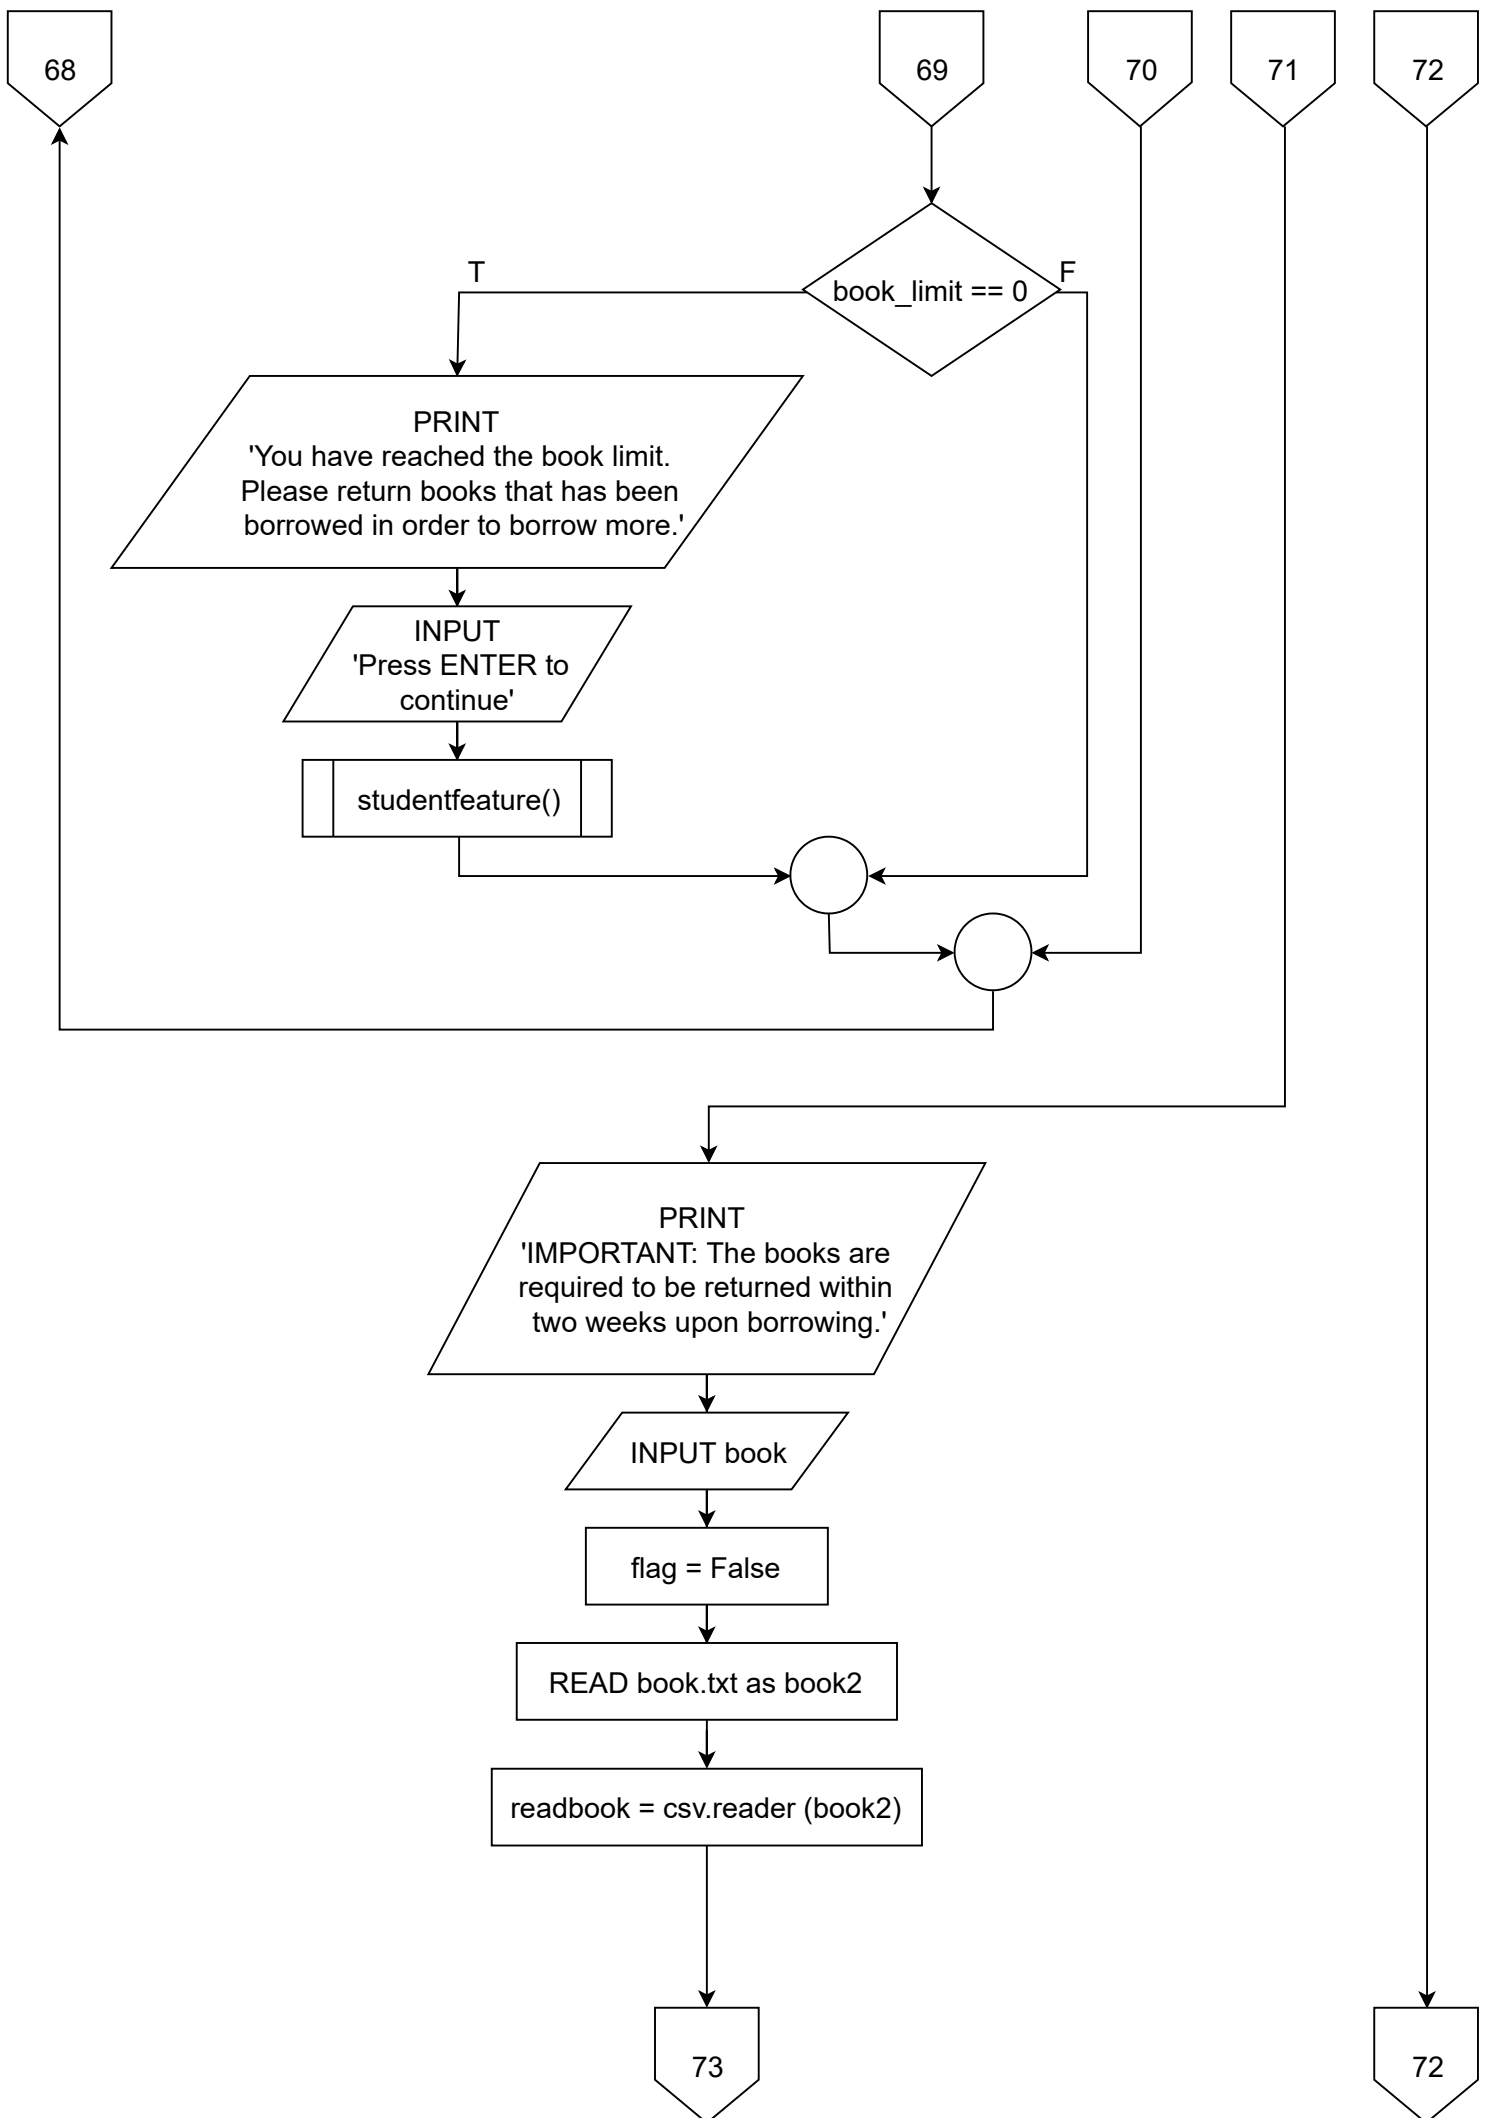 68
69
70
71
72
T
F
book_limit == 0
PRINT
'You have reached the book limit.
Please return books that has been
borrowed in order to borrow more.'
INPUT
'Press ENTER to
continue'
studentfeature()
PRINT
'IMPORTANT: The books are
required to be returned within
two weeks upon borrowing.'
INPUT book
flag = False
READ book.txt as book2
readbook = csv.reader (book2)
73
72